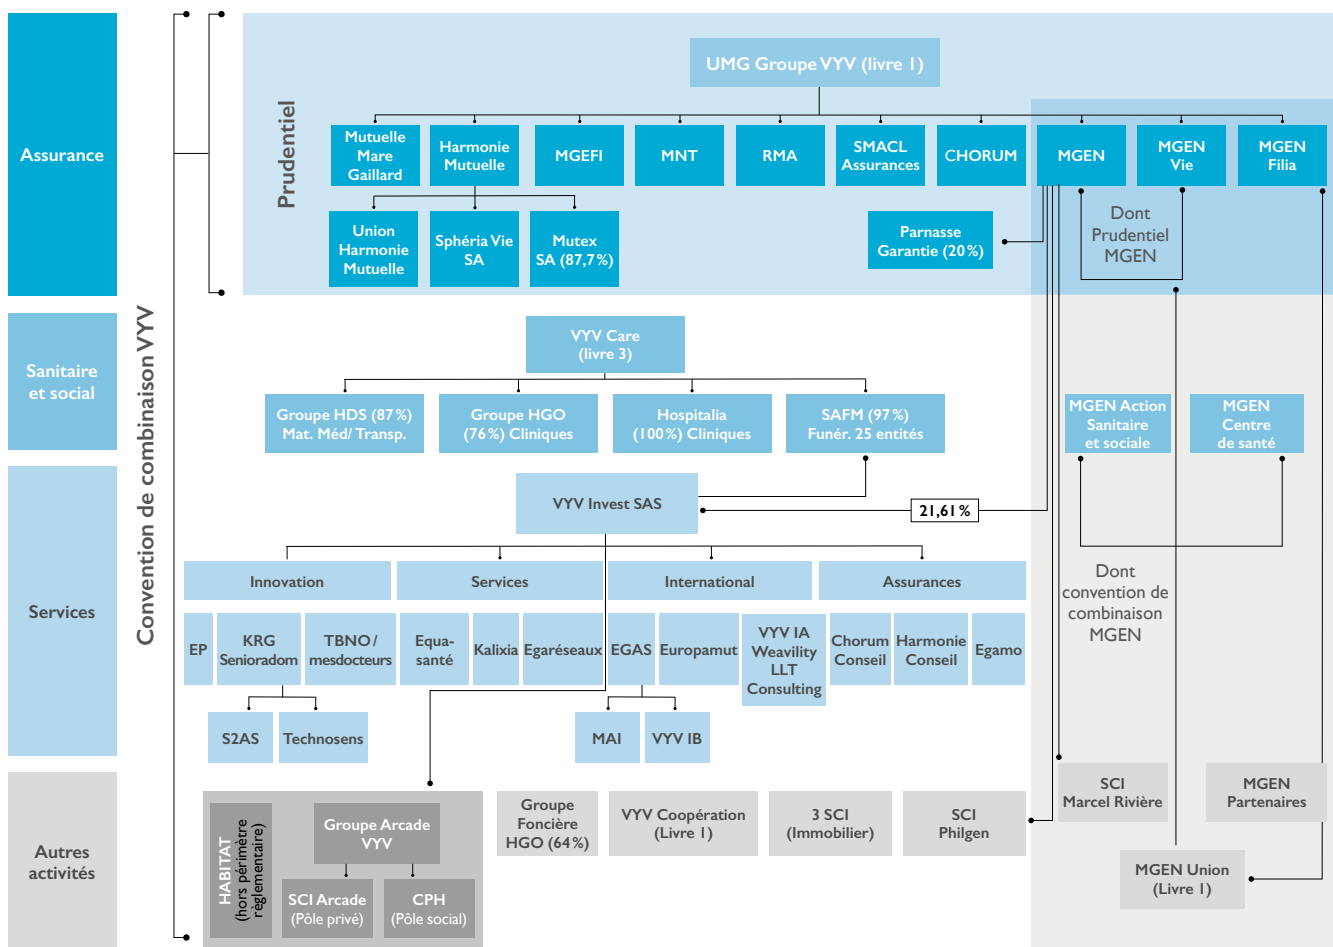 UMG Groupe VYV (livre 1)
Assurance
Prudentiel
Mutuelle
Mare
Gaillard
Harmonie
Mutuelle
MGEFI
MNT
RMA
SMACL
Assurances
CHORUM
MGEN
MGEN
Vie
MGEN
Filia
Union
Harmonie
Mutuelle
Sphéria Vie
SA
Mutex
SA (87,7 %)
Parnasse
Garantie (20 %)
Dont
Prudentiel
MGEN
Convention de combinaison VYV
Sanitaire
et social
VYV Care
(livre 3)
Groupe HDS (87 %)
Mat. Méd/ Transp.
Groupe HGO
(76 %) Cliniques
Hospitalia
(100 %) Cliniques
SAFM (97 %)
Funér. 25 entités
MGEN Action
Sanitaire
et sociale
MGEN
Centre
de santé
Services
VYV Invest SAS
21,61 %
Innovation
Services
International
Assurances
Dont
convention de
combinaison
MGEN
EP
KRG
Senioradom
TBNO /
mesdocteurs
Equa-
santé
Kalixia
Egaréseaux
EGAS
Europamut
VYV IA
Weavility
LLT
Consulting
Chorum
Conseil
Harmonie
Conseil
Egamo
S2AS
Technosens
MAI
VYV IB
Autres
activités
HABITAT
(hors périmètre
règlementaire)
Groupe Arcade
VYV
SCI Arcade
(Pôle privé)
CPH
(Pôle social)
Groupe
Foncière
HGO (64 %)
VYV Coopération
(Livre 1)
3 SCI
(Immobilier)
SCI
Philgen
SCI
Marcel Rivière
MGEN
Partenaires
MGEN Union
(Livre 1)